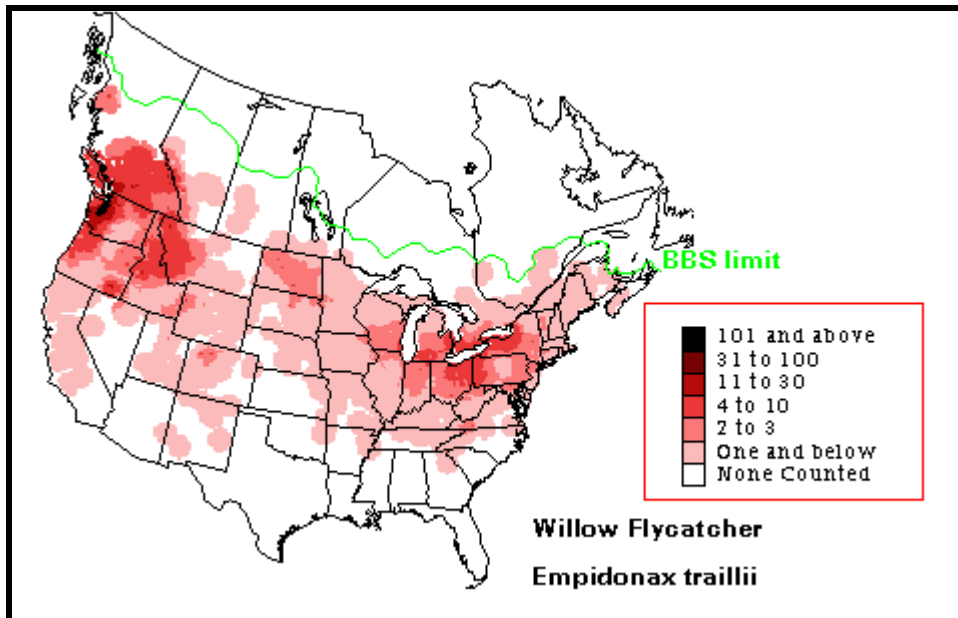 BBS limit
101 and above
31 to 100
11 to 30
4 to 10
2 to 3
One and below
None Counted
Willow Flycatcher
Empidonax traillii